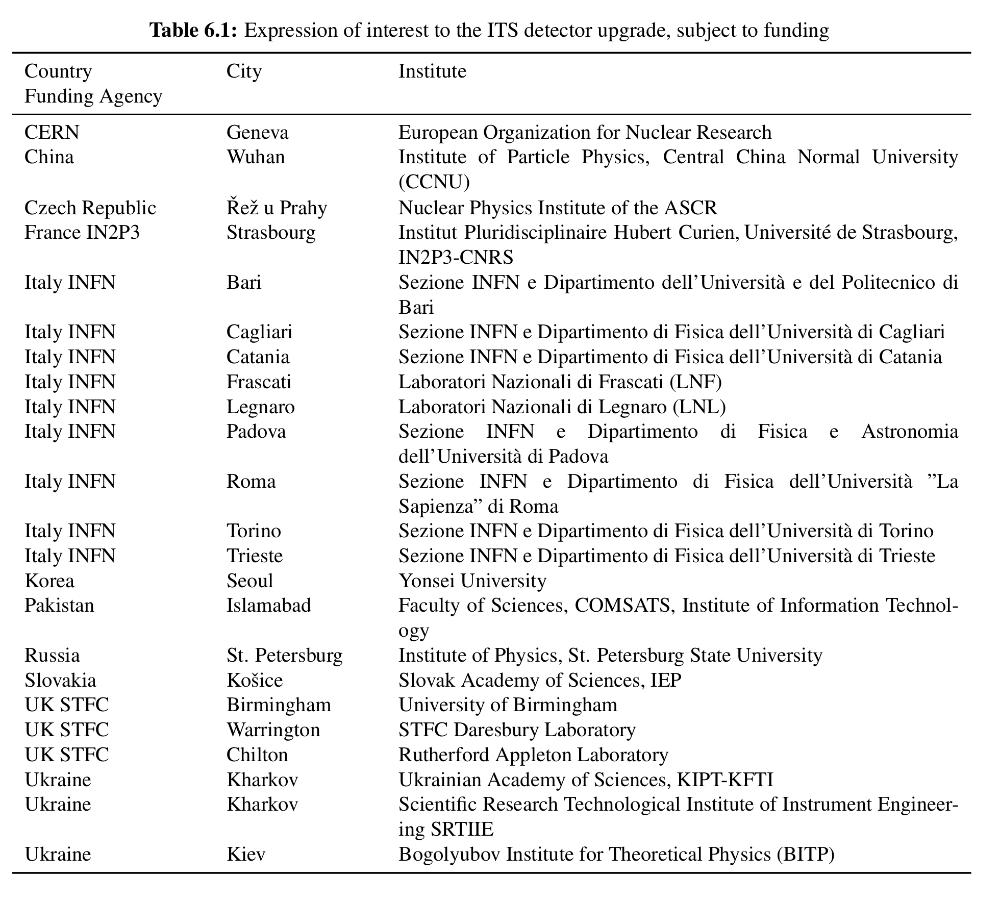 Table 6.1: Expression of interest to the ITS detector upgrade, subject to funding
Country City Institute
Funding Agency
CERN Geneva European Organization for Nuclear Research
China Wuhan Institute of Particle Physics, Central China Normal University
(CCNU)
Czech Republic Řež u Prahy Nuclear Physics Institute of the ASCR
France IN2P3 Strasbourg Institut Pluridisciplinaire Hubert Curien, Université de Strasbourg,
IN2P3-CNRS
Italy INFN Bari Sezione INFN e Dipartimento dell’Università e del Politecnico di
Bari
Italy INFN Cagliari Sezione INFN e Dipartimento di Fisica dell’Università di Cagliari
Italy INFN Catania Sezione INFN e Dipartimento di Fisica dell’Università di Catania
Italy INFN Frascati Laboratori Nazionali di Frascati (LNF)
Italy INFN Legnaro Laboratori Nazionali di Legnaro (LNL)
Italy INFN Padova Sezione INFN e Dipartimento di Fisica e Astronomia
dell’Università di Padova
Italy INFN Roma Sezione INFN e Dipartimento di Fisica dell’Università ”La
Sapienza” di Roma
Italy INFN Torino Sezione INFN e Dipartimento di Fisica dell’Università di Torino
Italy INFN Trieste Sezione INFN e Dipartimento di Fisica dell’Università di Trieste
Korea Seoul Yonsei University
Pakistan Islamabad Faculty of Sciences, COMSATS, Institute of Information Technol-
ogy
Russia St. Petersburg Institute of Physics, St. Petersburg State University
Slovakia Košice Slovak Academy of Sciences, IEP
UK STFC Birmingham University of Birmingham
UK STFC Warrington STFC Daresbury Laboratory
UK STFC Chilton Rutherford Appleton Laboratory
Ukraine Kharkov Ukrainian Academy of Sciences, KIPT-KFTI
Ukraine Kharkov Scientific Research Technological Institute of Instrument Engineer-
ing SRTIIE
Ukraine Kiev Bogolyubov Institute for Theoretical Physics (BITP)